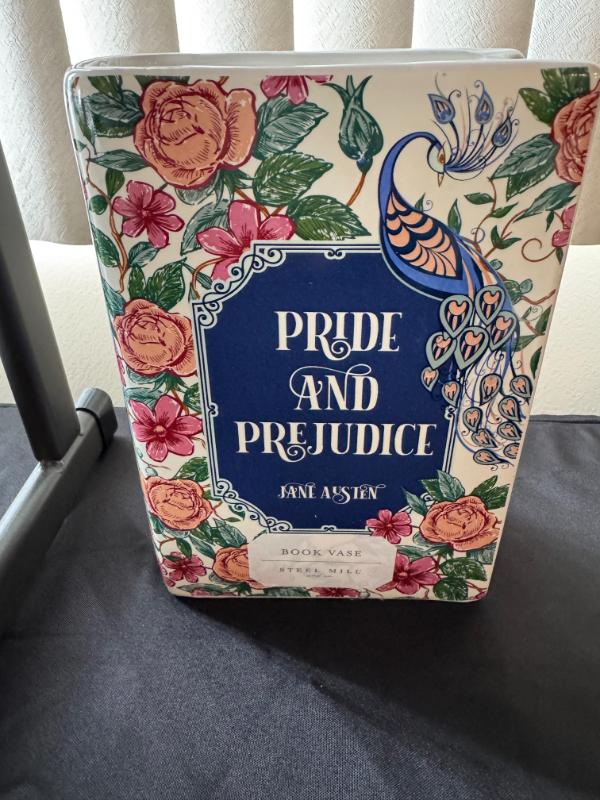 PRIDE
AND
PREJUDICE
JANE AUSTEN
BOOK VASE
STEEL MILL